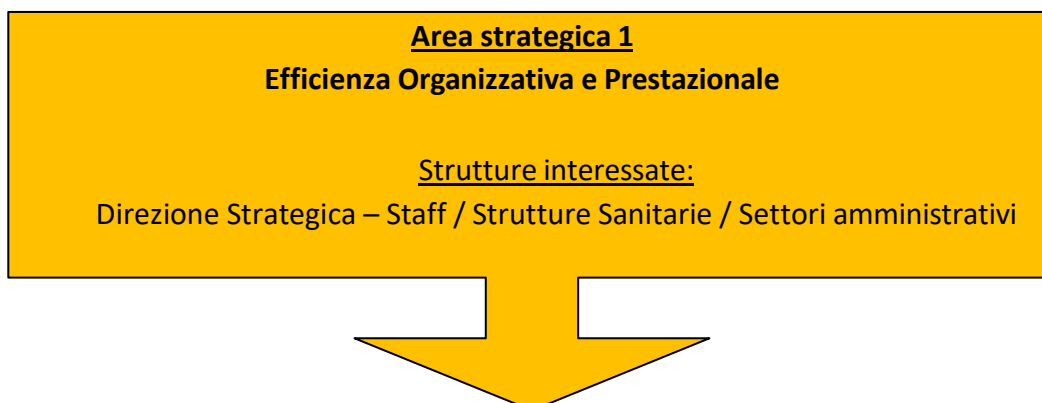 Area strategica 1
Efficienza Organizzativa e Prestazionale
Strutture interessate:
Direzione Strategica – Staff / Strutture Sanitarie / Settori amministrativi